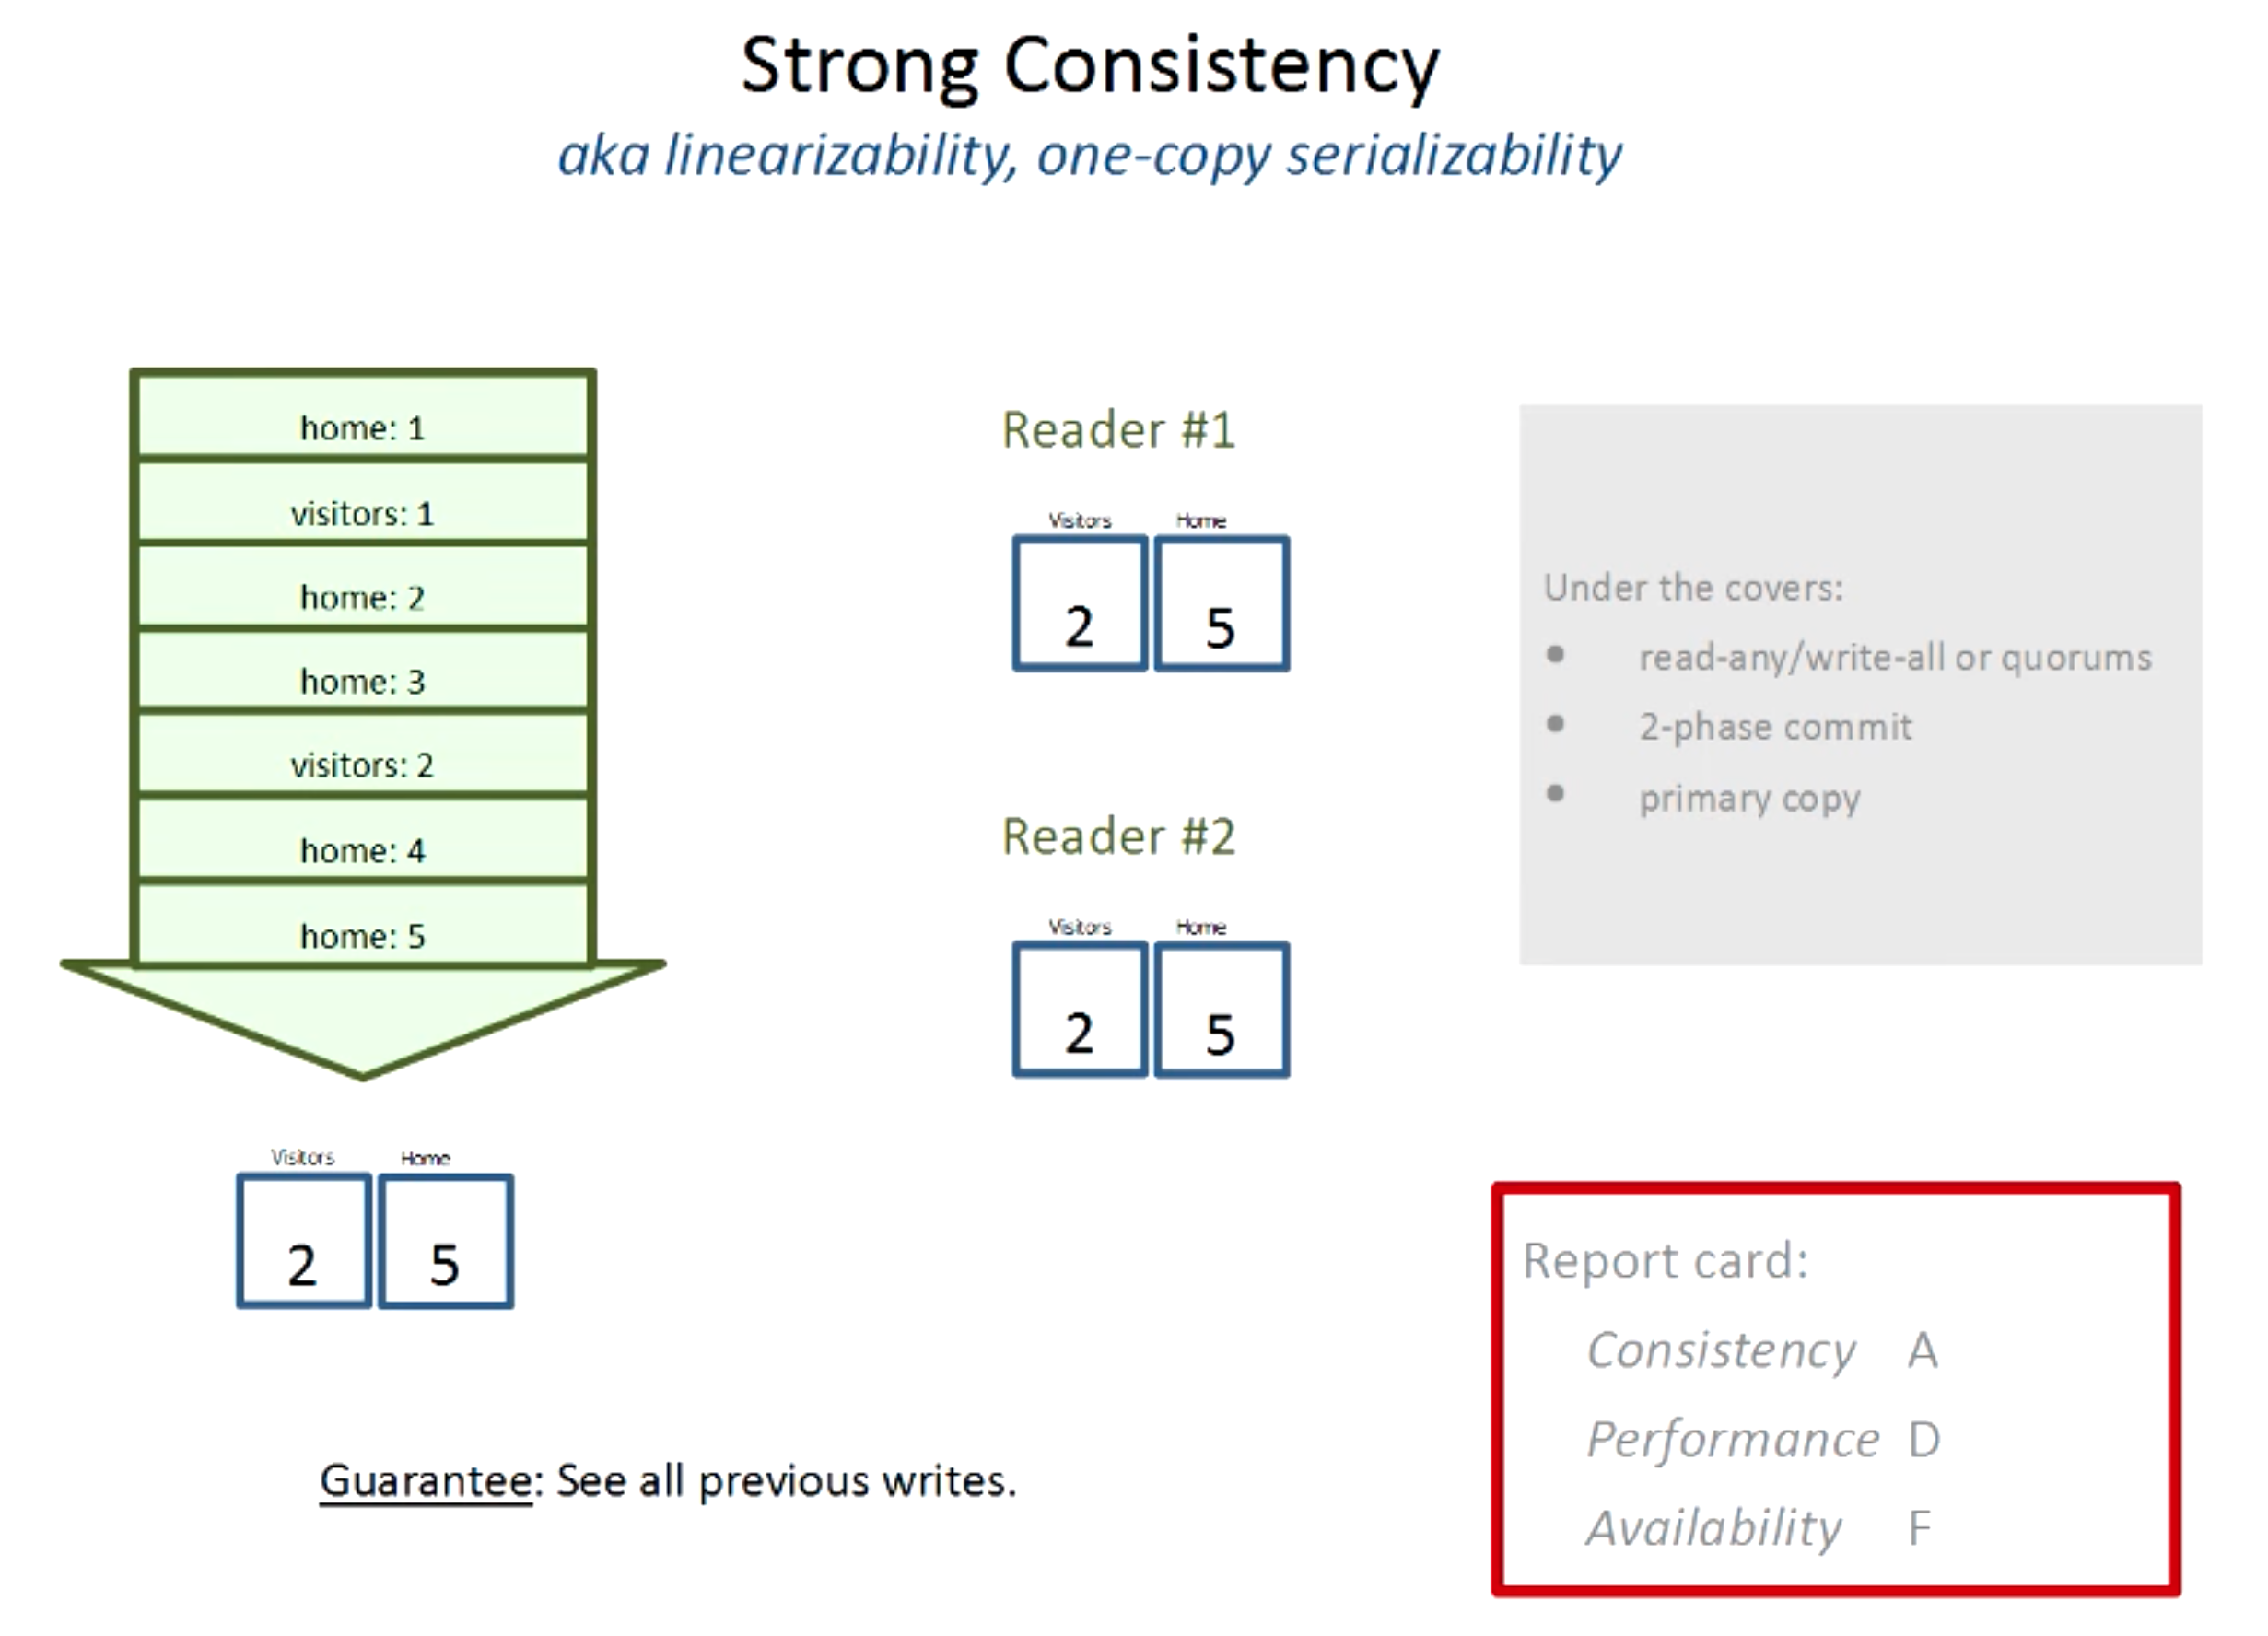 Strong Consistency
aka linearizability, one-copy serializability
home: 1
visitors: 1
home: 2
home: 3
visitors: 2
home: 4
home: 5
Visitors Home
2 5
Guarantee: See all previous writes.
Reader #1
Visitors Home
2 5
Reader #2
Visitors Home
2 5
Under the covers:
• read-any/write-all or quorums
• 2-phase commit
• primary copy
Report card:
Consistency A
Performance D
Availability F